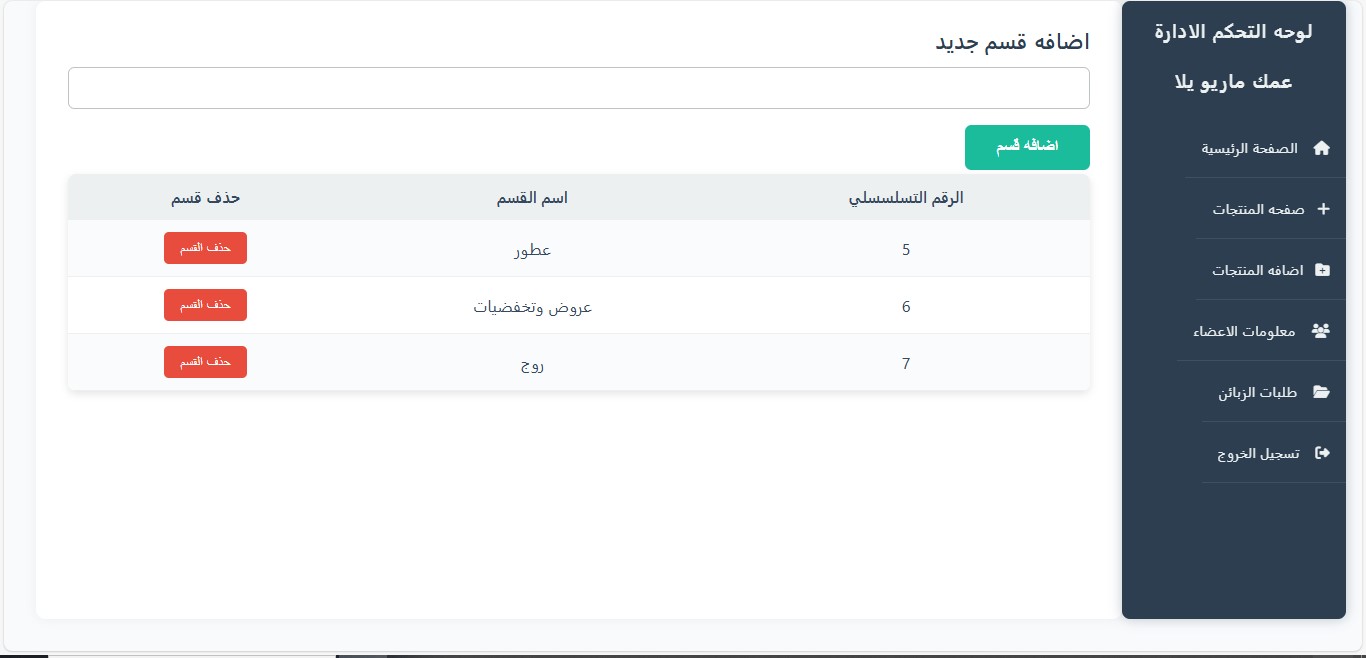 لوحه التحكم الادارة
عمك ماريو يلا
الصفحة الرئيسية
صفحه المنتجات
اضافه المنتجات
معلومات الاعضاء
طلبات الزبائن
تسجيل الخروج
اضافه قسم جديد
اضافه قسم
الرقم التسلسسلي اسم القسم حذف قسم
5 عطور حذف القسم
6 عروض وتخفضيات حذف القسم
7 روج حذف القسم